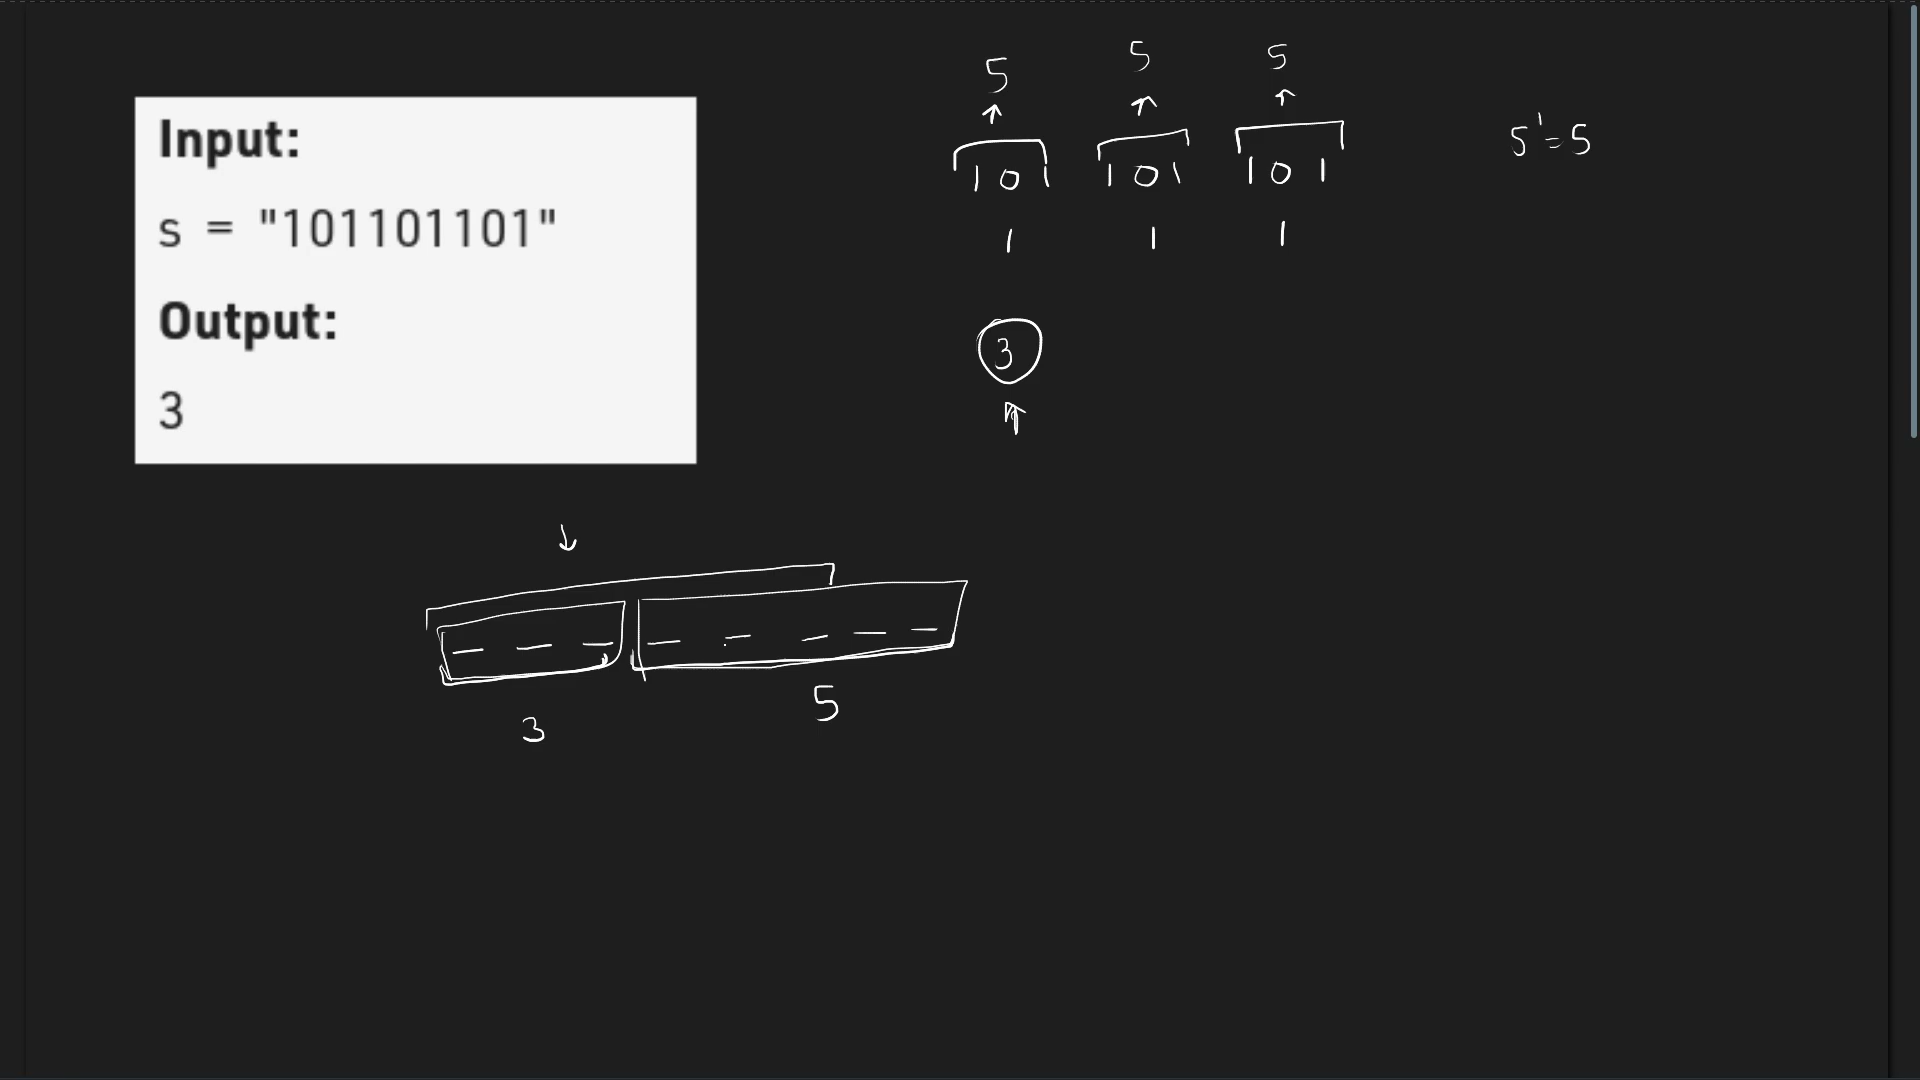 Input:
s = "101101101"
Output:
3
5 5 5
101 101 101
1 1 1
3
5¹=5
3 5